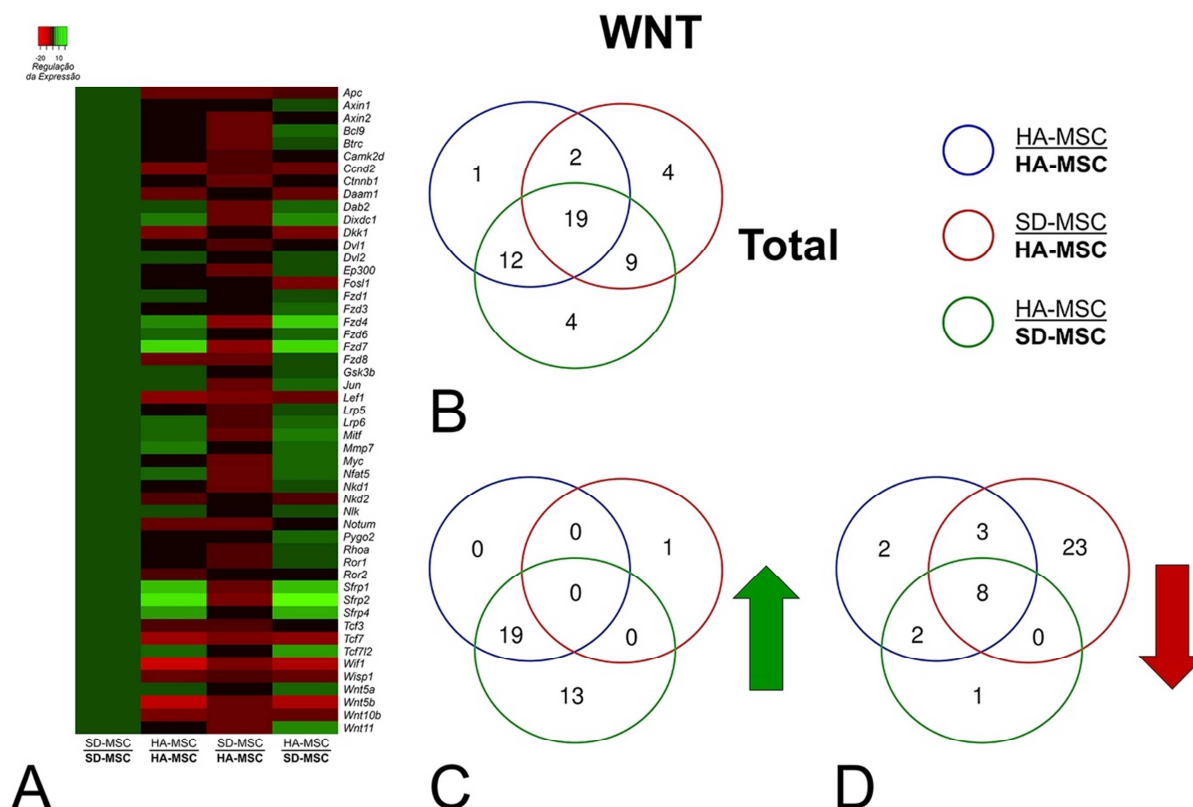 WNT
-20 10
Regulação
da Expressão
Apc
Axin1
Axin2
Bcl9
Btrc
Camk2d
Ccnd2
Ctnnb1
Daam1
Dab2
Dixdc1
Dkk1
Dvl1
Dvl2
Ep300
Fosl1
Fzd1
Fzd3
Fzd4
Fzd6
Fzd7
Fzd8
Gsk3b
Jun
Lef1
Lrp5
Lrp6
Mitf
Mmp7
Myc
Nfat5
Nkd1
Nkd2
Nlk
Notum
Pygo2
Rhoa
Ror1
Ror2
Sfrp1
Sfrp2
Sfrp4
Tcf3
Tcf7
Tcf7l2
Wif1
Wisp1
Wnt5a
Wnt5b
Wnt10b
Wnt11
SD-MSC HA-MSC SD-MSC HA-MSC
SD-MSC HA-MSC HA-MSC SD-MSC
A
1 2 4
19
12 9
4
Total
B
HA-MSC
HA-MSC
SD-MSC
HA-MSC
HA-MSC
SD-MSC
0 0 1
0
19 0
13
C
2 3 23
8
2 0
1
D